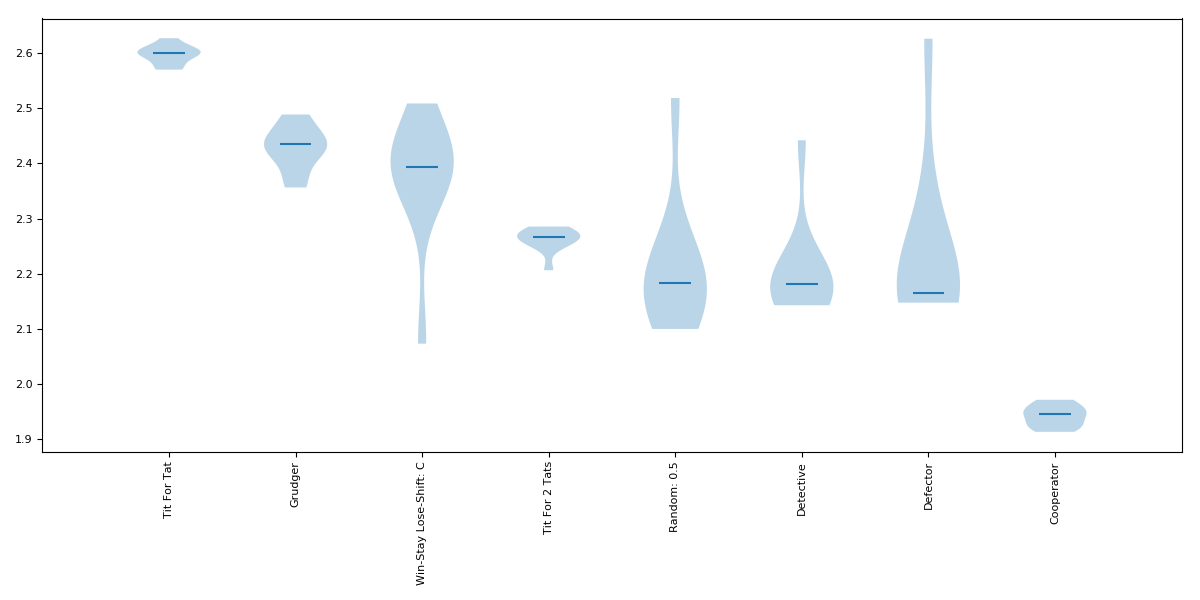 2.6
2.5
2.4
2.3
2.2
2.1
2.0
1.9
Tit For Tat
Grudger
Win-Stay Lose-Shift: C
Tit For 2 Tats
Random: 0.5
Detective
Defector
Cooperator